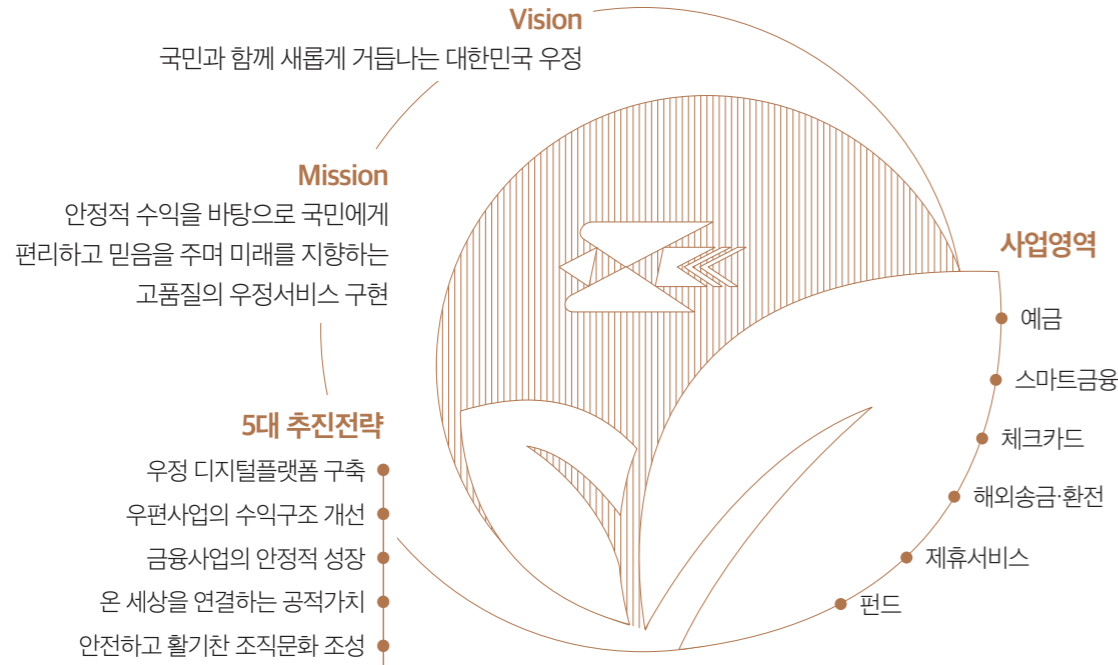 Vision
국민과 함께 새롭게 거듭나는 대한민국 우정
Mission
안정적 수익을 바탕으로 국민에게
편리하고 믿음을 주며 미래를 지향하는
고품질의 우정서비스 구현
5대 추진전략
우정 디지털플랫폼 구축
우편사업의 수익구조 개선
금융사업의 안정적 성장
온 세상을 연결하는 공적가치
안전하고 활기찬 조직문화 조성
사업영역
예금
스마트금융
체크카드
해외송금·환전
제휴서비스
펀드